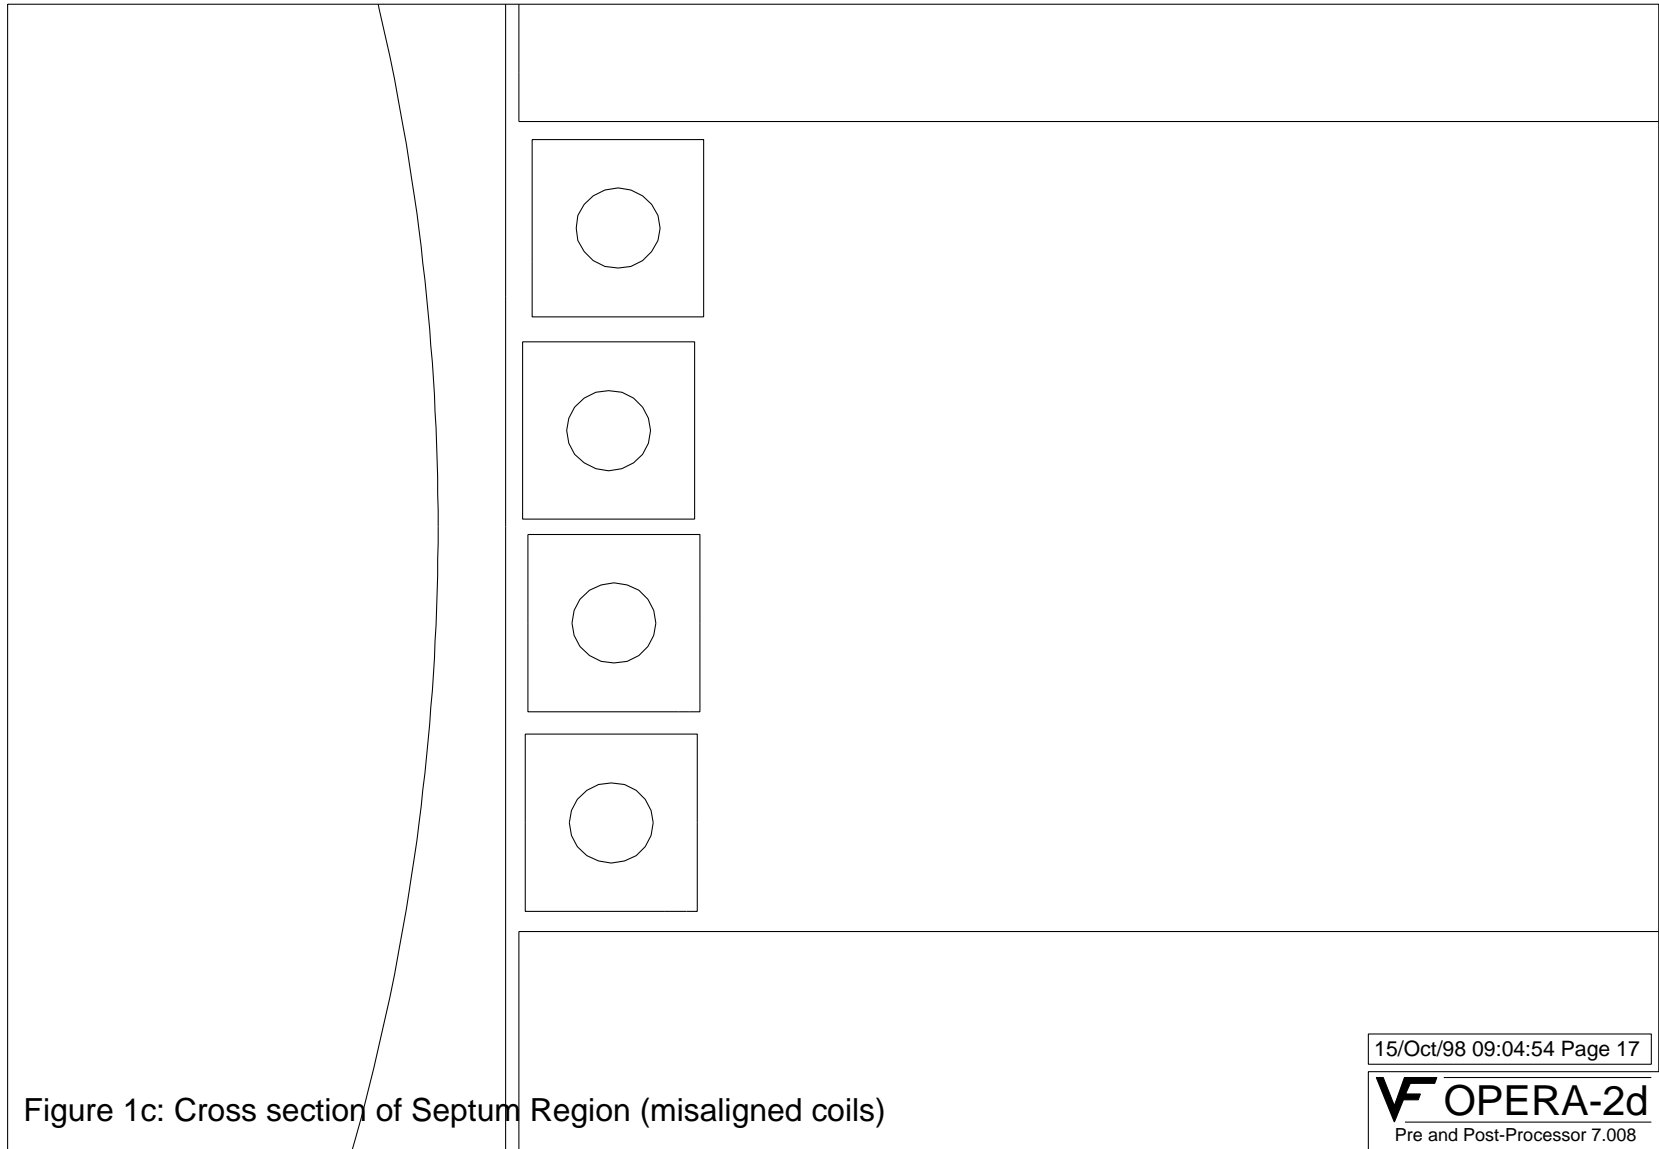 15/Oct/98 09:04:54 Page 17
Figure 1c: Cross section of Septum Region (misaligned coils)
VF OPERA-2d
Pre and Post-Processor 7.008